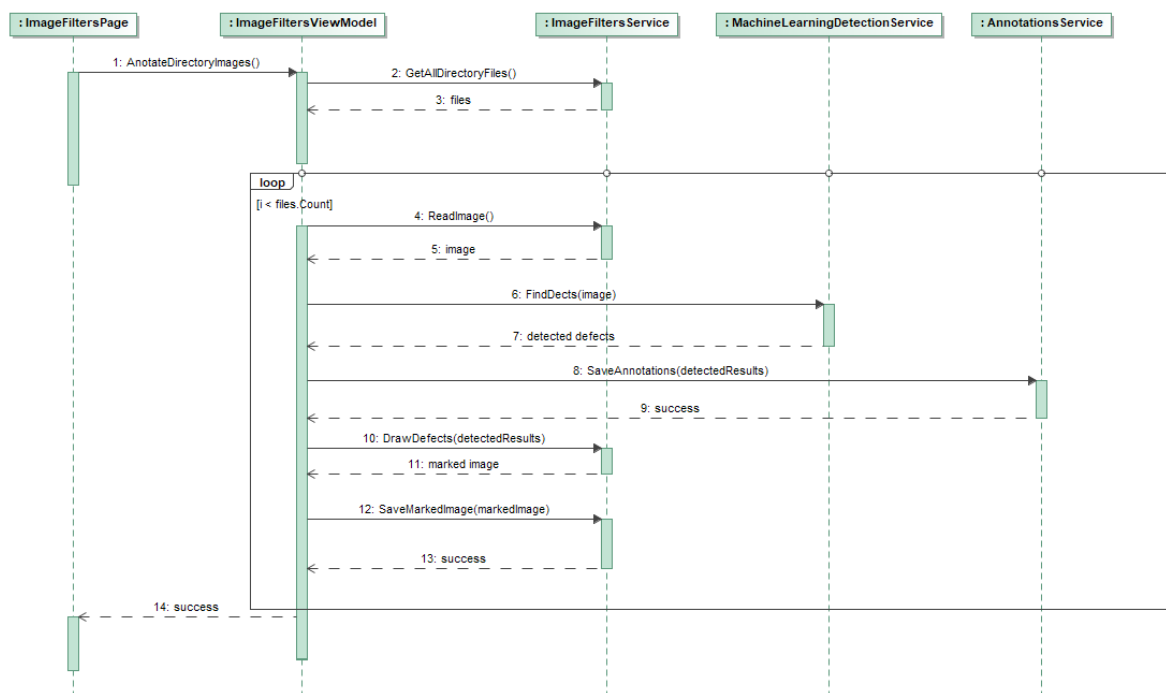 : ImageFiltersPage
: ImageFiltersViewModel
: ImageFiltersService
: MachineLearningDetectionService
: AnnotationsService
1: AnotateDirectoryImages()
2: GetAllDirectoryFiles()
3: files
loop
[i < files.Count]
4: ReadImage()
5: image
6: FindDects(image)
7: detected defects
8: SaveAnnotations(detectedResults)
9: success
10: DrawDefects(detectedResults)
11: marked image
12: SaveMarkedImage(markedImage)
13: success
14: success